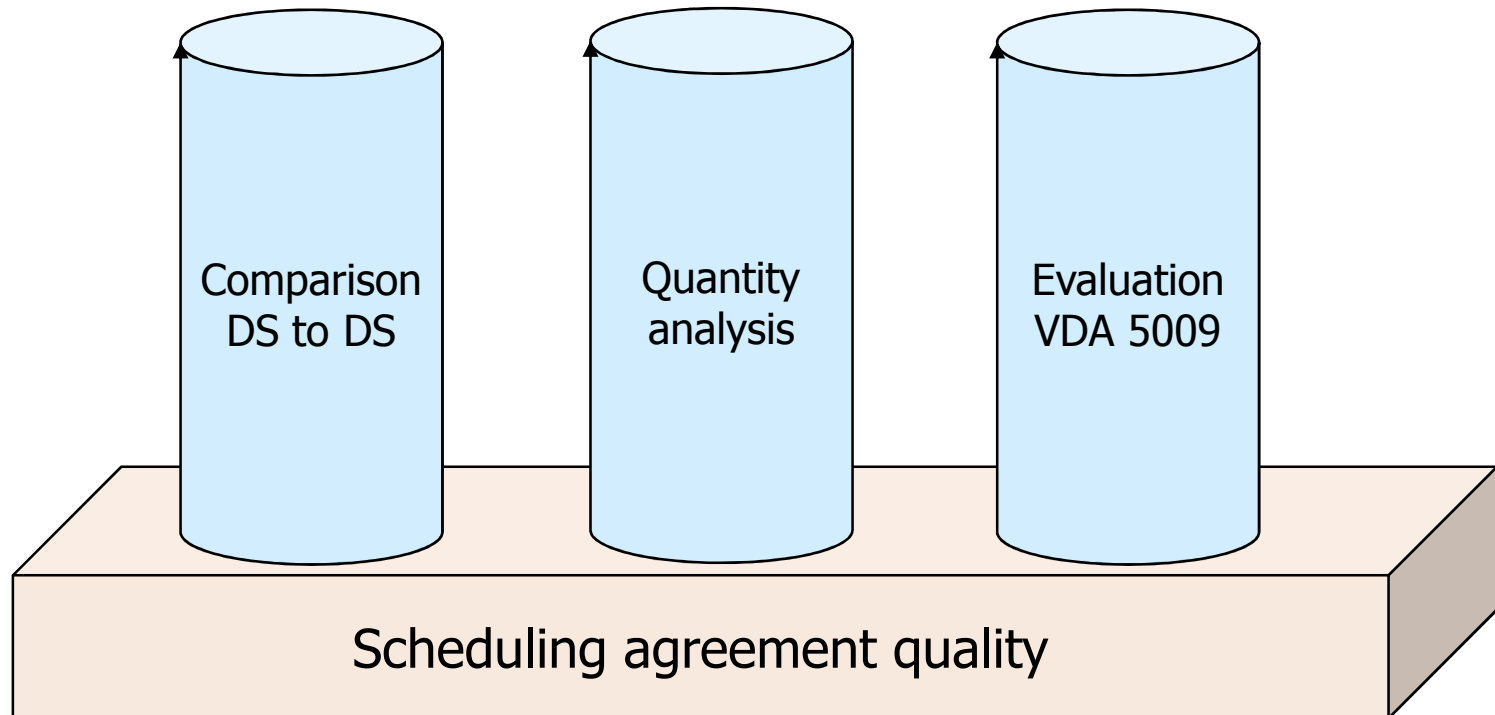 Comparison
DS to DS
Quantity
analysis
Evaluation
VDA 5009
Scheduling agreement quality